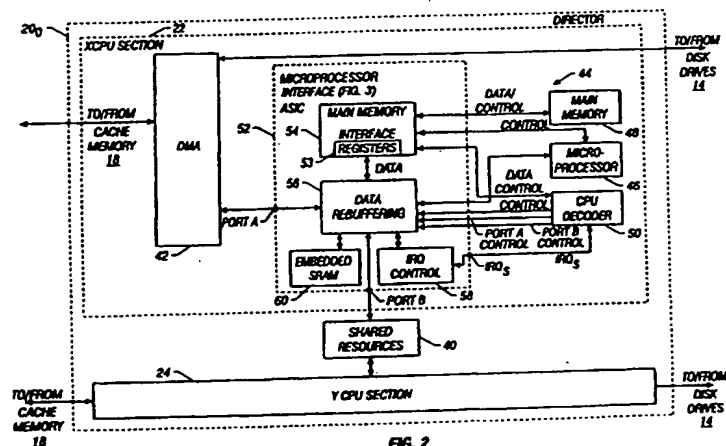 20₀
DIRECTOR
XCPU SECTION
22
TO/FROM
DISK
DRIVES
14
MICROPROCESSOR
INTERFACE (FIG. 3)
ASIC
44
TO/FROM
CACHE
MEMORY
18
DMA
52
54
MAIN MEMORY
INTERFACE
REGISTERS
53
DATA/
CONTROL
CONTROL
MAIN
MEMORY
48
DATA
MICRO-
PROCESSOR
46
56
DATA
REBUFFERING
DATA
CONTROL
CONTROL
CPU
DECODER
50
PORT A
PORT A
CONTROL
PORT B
CONTROL
42
EMBEDDED
SRAM
60
IRQ
CONTROL
58
IRQS
IRQS
PORT B
SHARED
RESOURCES
40
24
Y CPU SECTION
TO/FROM
CACHE
MEMORY
18
TO/FROM
DISK
DRIVES
14
FIG. 2